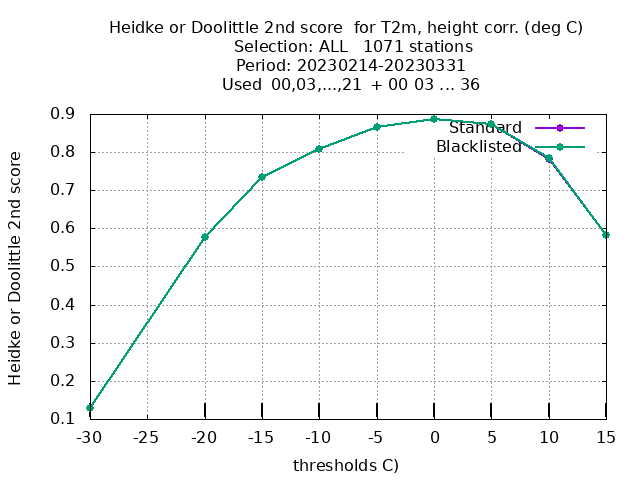 Heidke or Doolittle 2nd score  for T2m, height corr. (deg C)
Selection: ALL   1071 stations
Period: 20230214-20230331
Used  00,03,...,21  + 00 03 ... 36
Heidke or Doolittle 2nd score
0.9
0.8
0.7
0.6
0.5
0.4
0.3
0.2
0.1
Standard
Blacklisted
-30 -25 -20 -15 -10 -5 0 5 10 15
thresholds C)